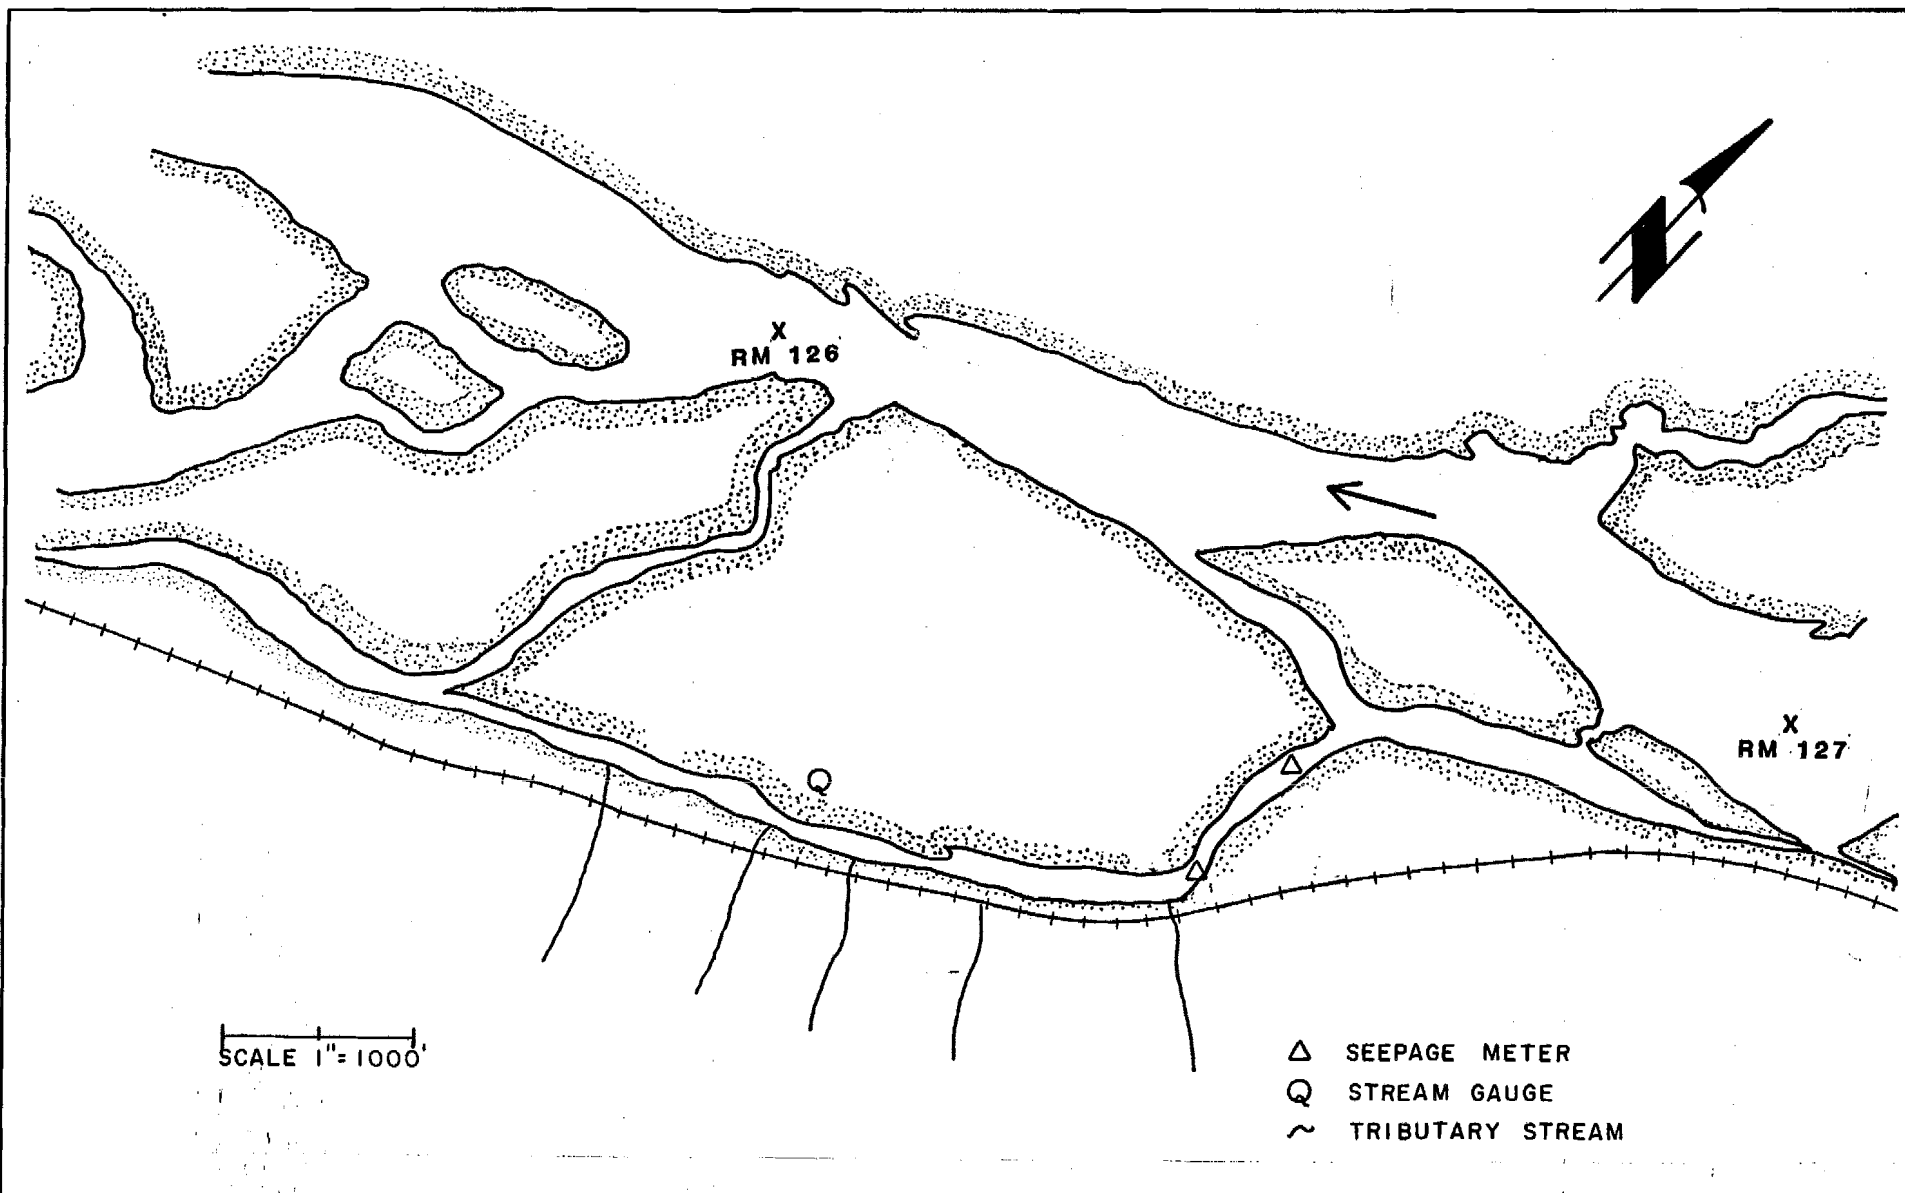 N
X
RM 126
X
RM 127
Q
SCALE 1"=1000'
△ SEEPAGE METER
Q STREAM GAUGE
~ TRIBUTARY STREAM